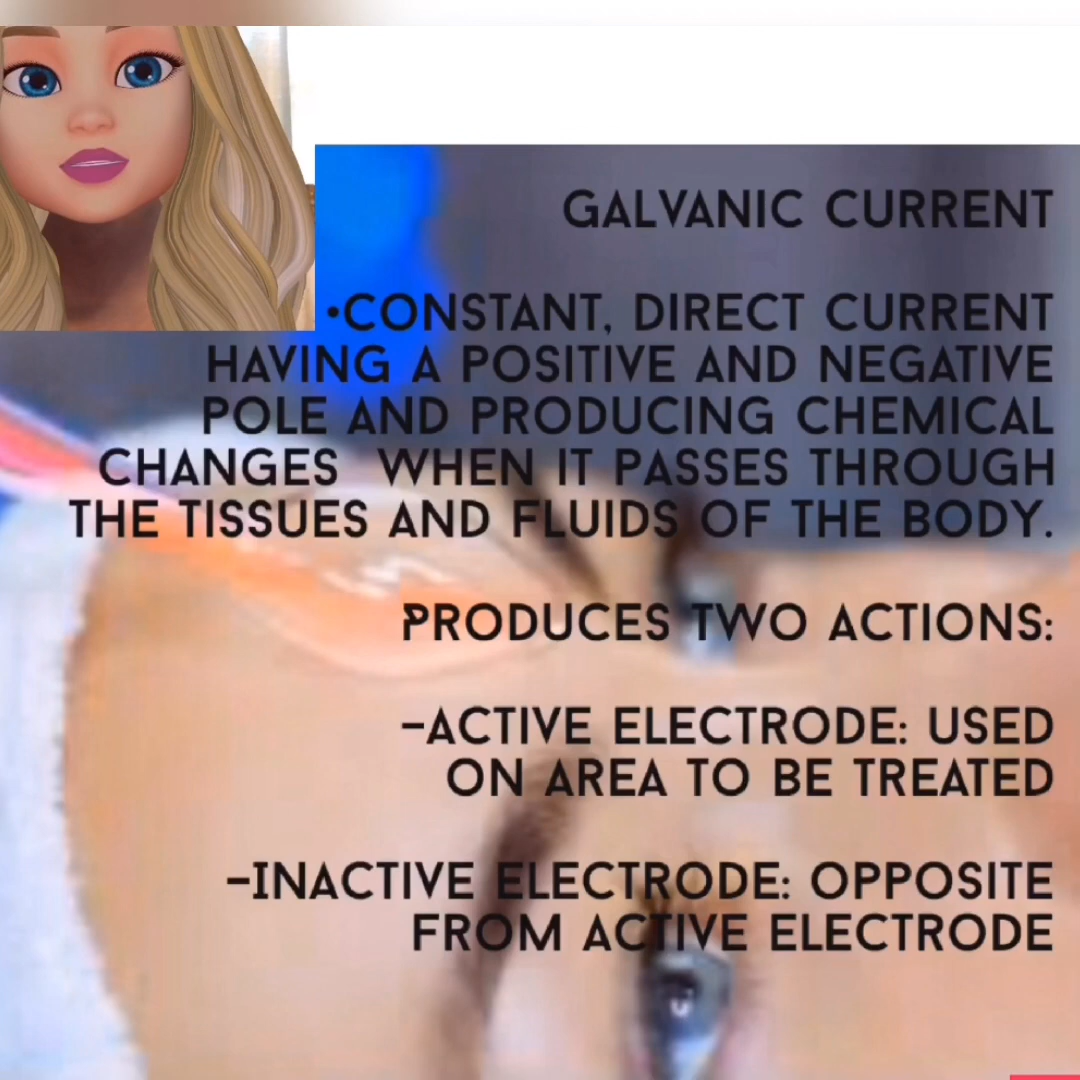 GALVANIC CURRENT
•CONSTANT, DIRECT CURRENT
HAVING A POSITIVE AND NEGATIVE
POLE AND PRODUCING CHEMICAL
CHANGES WHEN IT PASSES THROUGH
THE TISSUES AND FLUIDS OF THE BODY.
PRODUCES TWO ACTIONS:
-ACTIVE ELECTRODE: USED
ON AREA TO BE TREATED
-INACTIVE ELECTRODE: OPPOSITE
FROM ACTIVE ELECTRODE